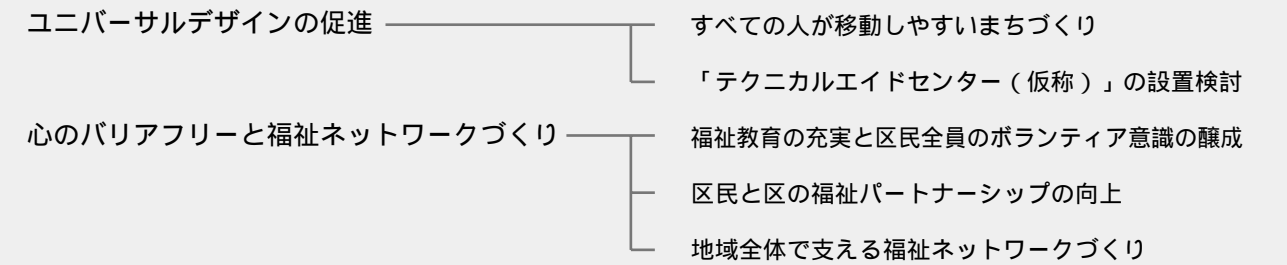 ユニバーサルデザインの促進
すべての人が移動しやすいまちづくり
「テクニカルエイドセンター(仮称)」の設置検討
心のバリアフリーと福祉ネットワークづくり
福祉教育の充実と区民全員のボランティア意識の醸成
区民と区の福祉パートナーシップの向上
地域全体で支える福祉ネットワークづくり